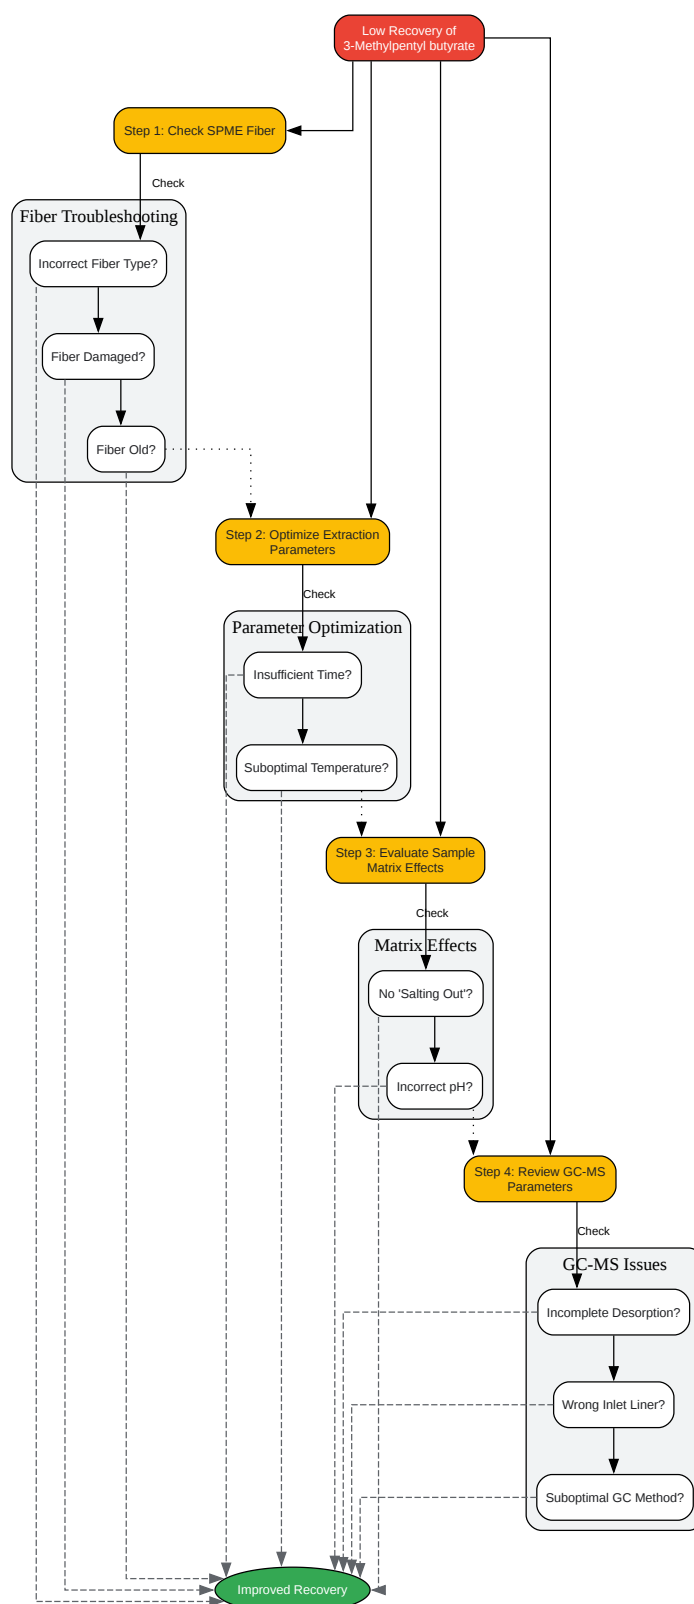 Low Recovery of
3-Methylpentyl butyrate
Step 1: Check SPME Fiber
Check
Fiber Troubleshooting
Incorrect Fiber Type?
Fiber Damaged?
Fiber Old?
Step 2: Optimize Extraction
Parameters
Check
Parameter Optimization
Insufficient Time?
Suboptimal Temperature?
Step 3: Evaluate Sample
Matrix Effects
Check
Matrix Effects
No 'Salting Out'?
Incorrect pH?
Step 4: Review GC-MS
Parameters
Check
GC-MS Issues
Incomplete Desorption?
Wrong Inlet Liner?
Suboptimal GC Method?
Improved Recovery